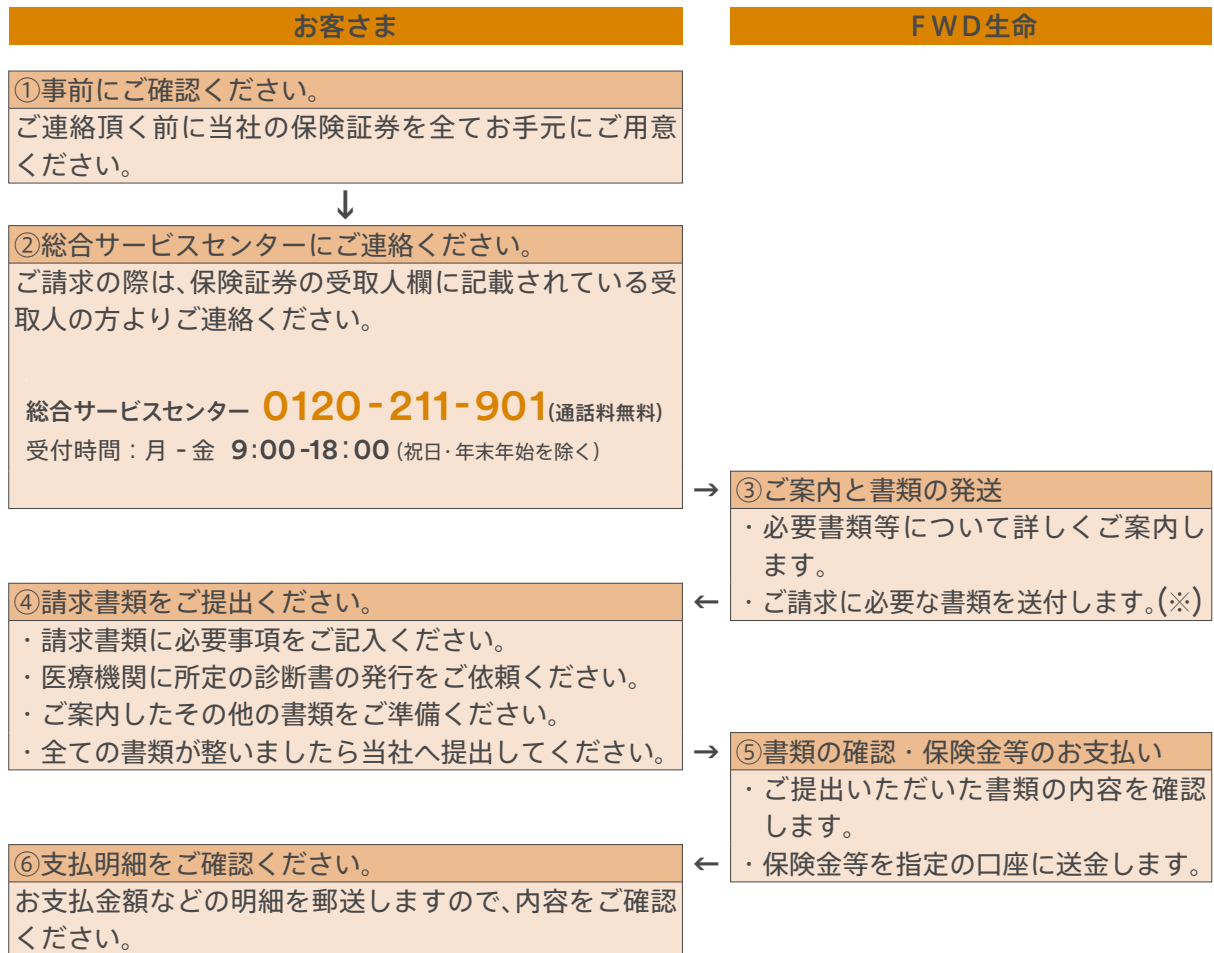 お客さま
FWD生命
①事前にご確認ください。
ご連絡頂く前に当社の保険証券を全てお手元にご用意
ください。
↓
②総合サービスセンターにご連絡ください。
ご請求の際は、保険証券の受取人欄に記載されている受
取人の方よりご連絡ください。
総合サービスセンター 0120-211-901(通話料無料)
受付時間：月-金 9:00-18:00(祝日・年末年始を除く)
→
③ご案内と書類の発送
・必要書類等について詳しくご案内し
ます。
・ご請求に必要な書類を送付します。(※)
←
④請求書類をご提出ください。
・請求書類に必要事項をご記入ください。
・医療機関に所定の診断書の発行をご依頼ください。
・ご案内したその他の書類をご準備ください。
・全ての書類が整いましたら当社へ提出してください。
→
⑤書類の確認・保険金等のお支払い
・ご提出いただいた書類の内容を確認
します。
・保険金等を指定の口座に送金します。
←
⑥支払明細をご確認ください。
お支払金額などの明細を郵送しますので、内容をご確認
ください。